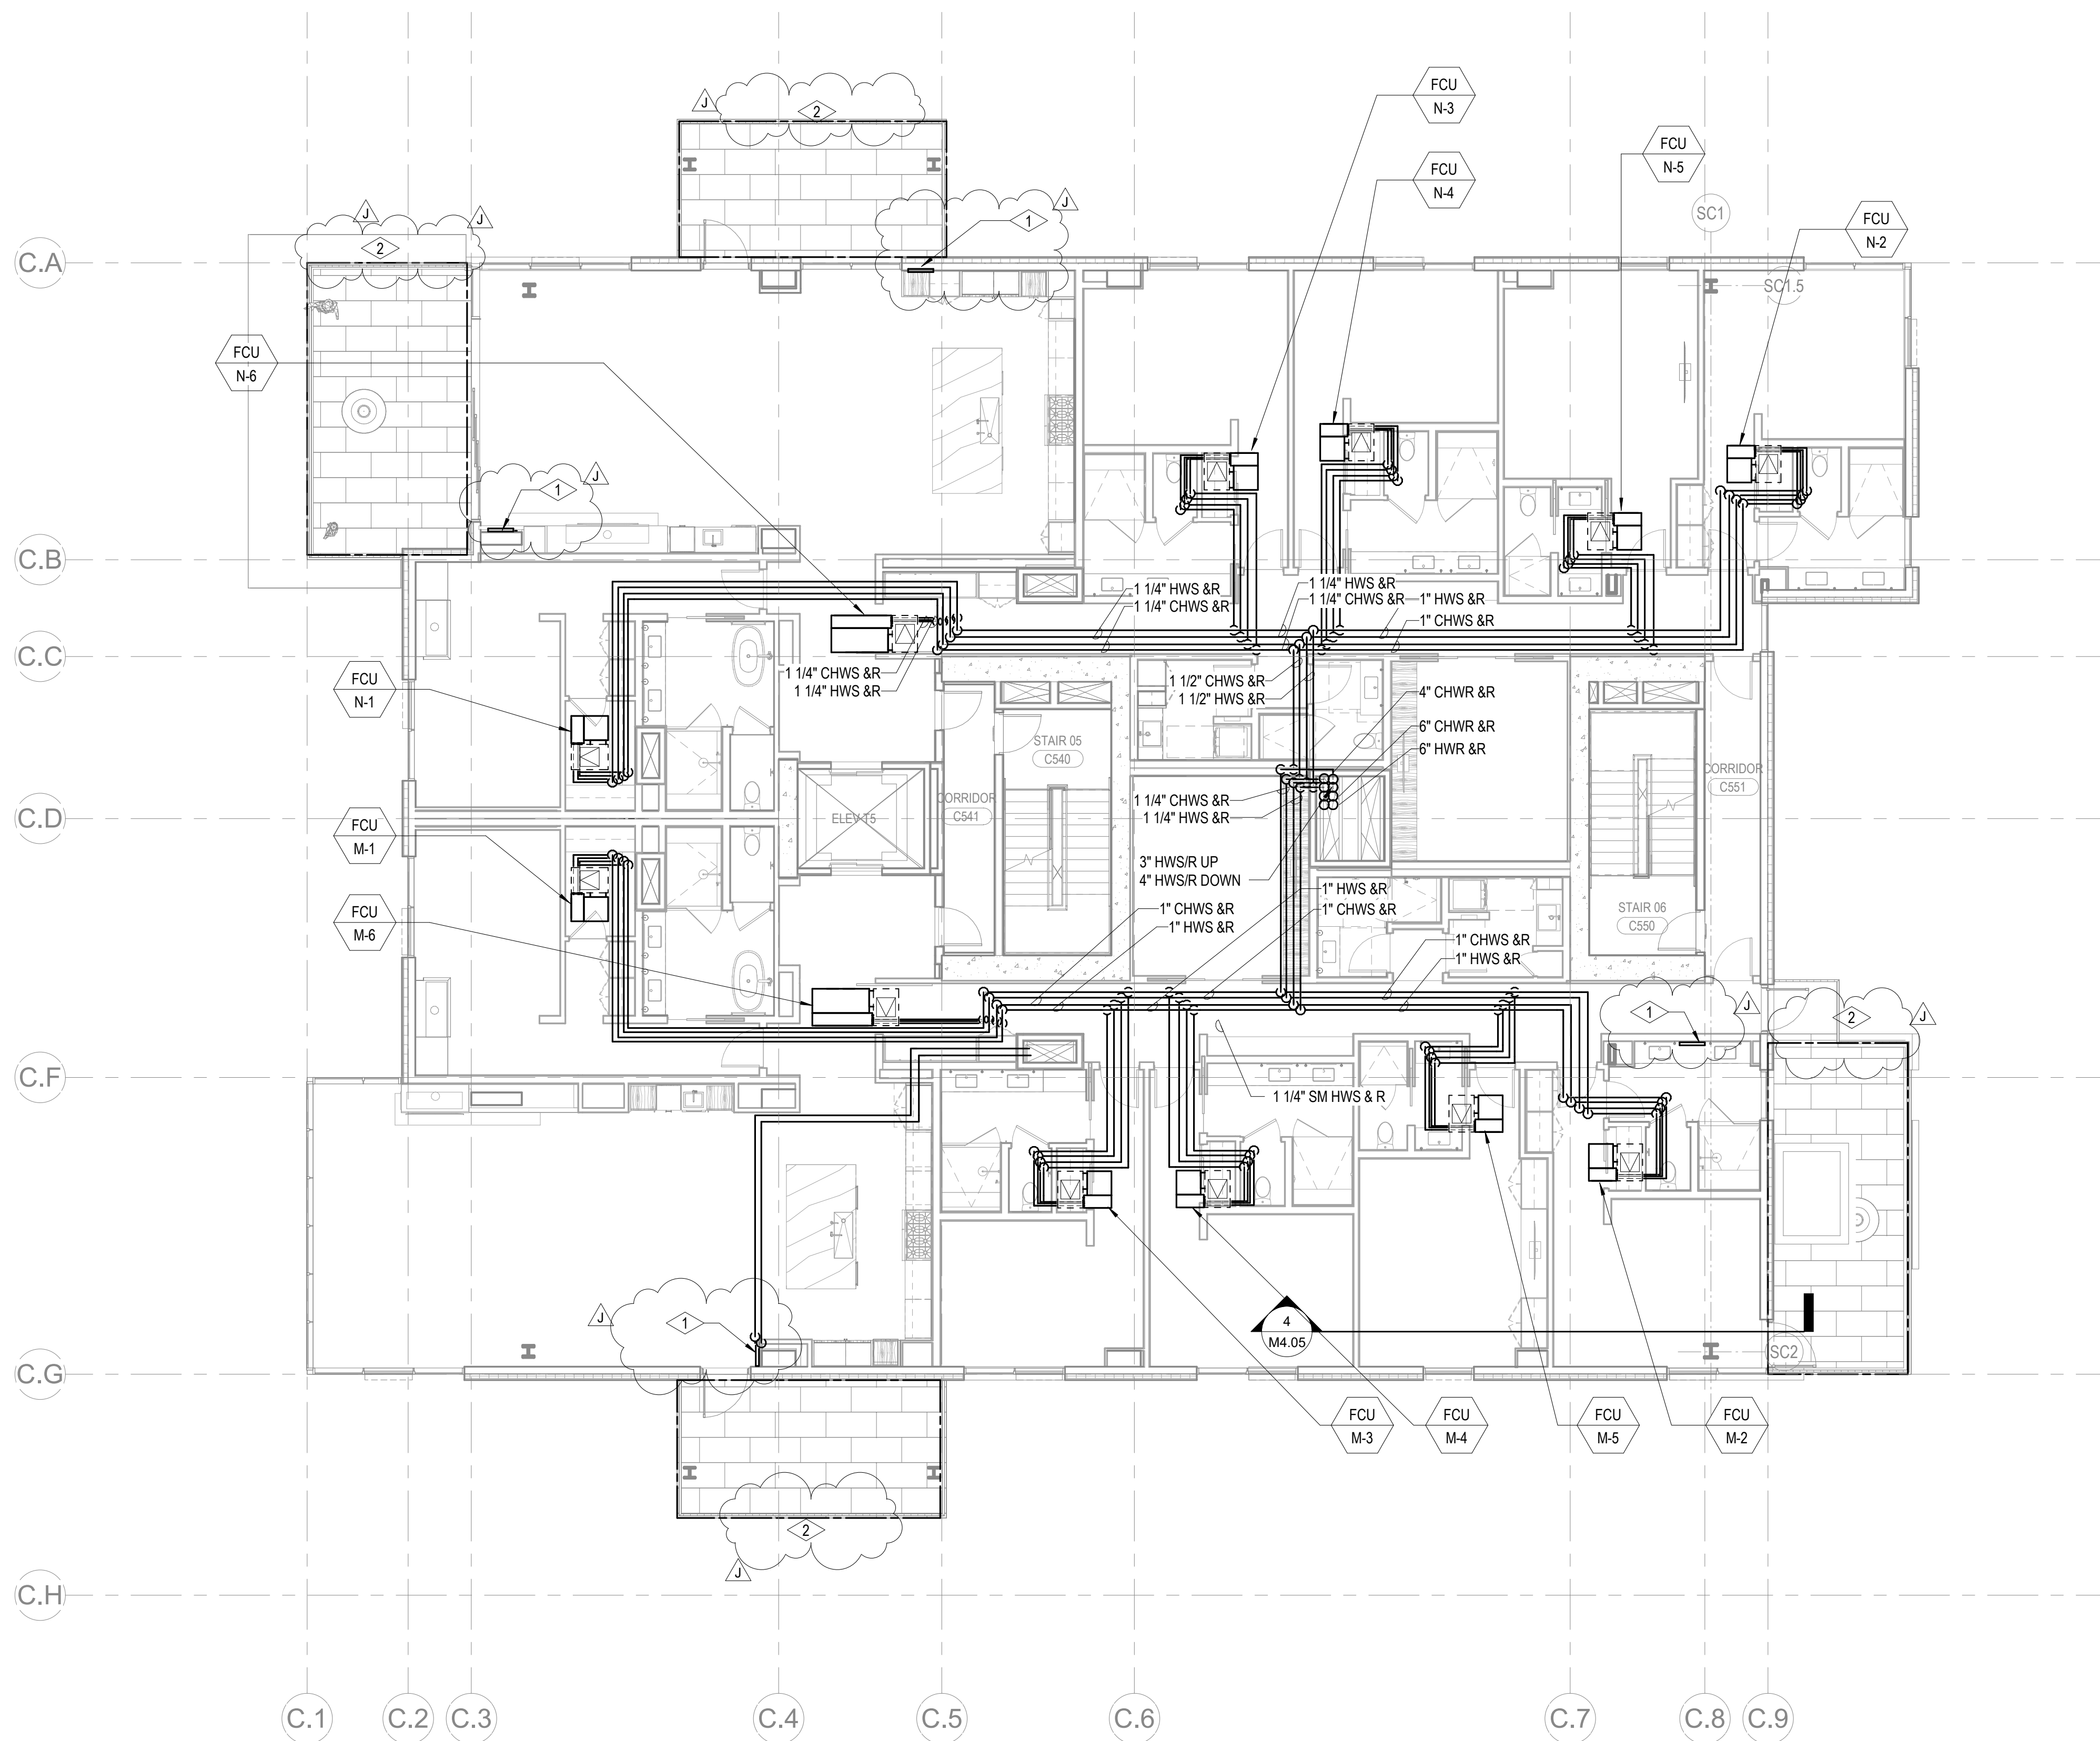 FCU
N-3
J
2
FCU
N-5
FCU
N-4
J
1
SC1
FCU
N-2
J
J
2
C.A
SC1.5
FCU
N-6
J
1
C.B
1 1/4" HWS &R
1 1/4" CHWS &R
1 1/4" HWS &R
1 1/4" CHWS &R
1" HWS &R
1" CHWS &R
C.C
1 1/4" CHWS &R
1 1/4" HWS &R
1 1/2" CHWS &R
1 1/2" HWS &R
FCU
N-1
4" CHWR &R
6" CHWR &R
6" HWR &R
STAIR 05
C540
CORRIDOR
C551
CORRIDOR
C541
1 1/4" CHWS &R
1 1/4" HWS &R
C.D
ELEV T5
FCU
M-1
3" HWS/R UP
4" HWS/R DOWN
1" HWS &R
1" CHWS &R
FCU
M-6
1" CHWS &R
1" HWS &R
STAIR 06
C550
1" CHWS &R
1" HWS &R
1
J
2
J
C.F
1 1/4" SM HWS & R
J
1
4
M4.05
SC2
C.G
FCU
M-3
FCU
M-4
FCU
M-5
FCU
M-2
2
J
C.H
C.1
C.2
C.3
C.4
C.5
C.6
C.7
C.8
C.9